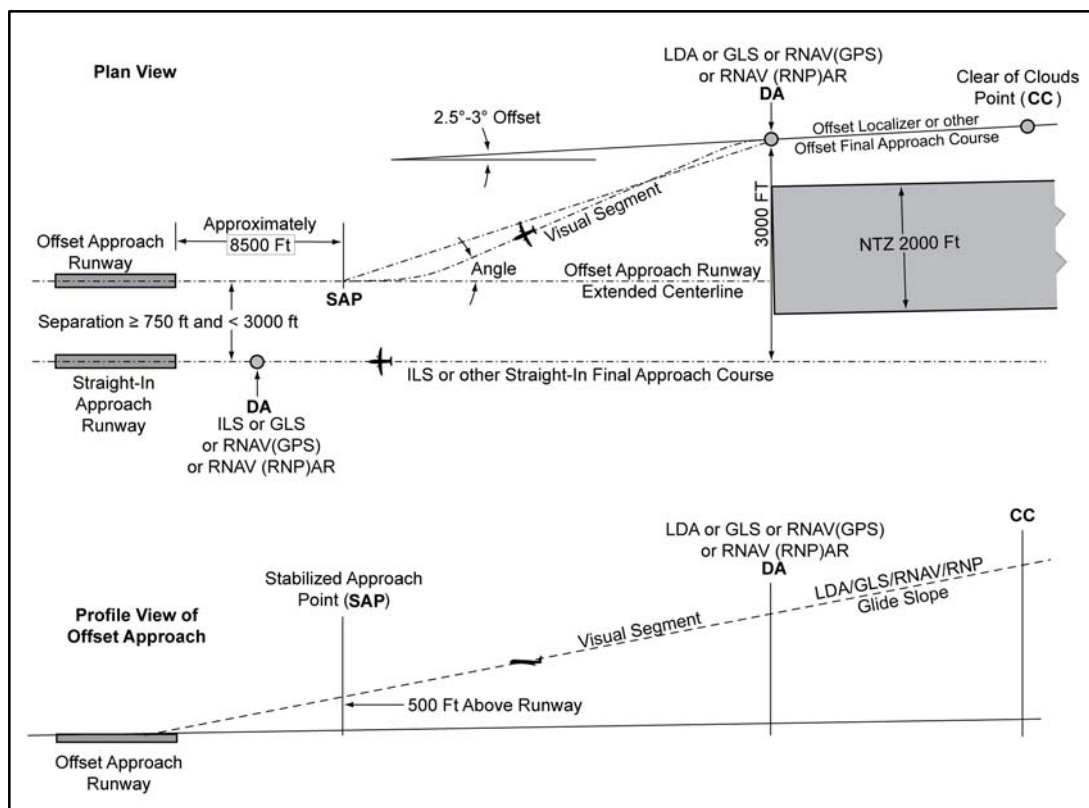 Plan View
LDA or GLS or RNAV(GPS)
or RNAV (RNP)AR
DA
Clear of Clouds
Point (CC)
2.5°-3° Offset
Offset Localizer or other
Offset Final Approach Course
Approximately
8500 Ft
Offset Approach
Runway
Visual Segment
3000 FT
NTZ 2000 Ft
Angle
SAP
Offset Approach Runway
Extended Centerline
Separation ≥ 750 ft and < 3000 ft
ILS or other Straight-In Final Approach Course
Straight-In
Approach
Runway
DA
ILS or GLS
or RNAV(GPS)
or RNAV (RNP)AR
LDA or GLS or RNAV(GPS)
or RNAV (RNP)AR
DA
CC
Stabilized Approach
Point (SAP)
LDA/GLS/RNAV/RNP
Glide Slope
Profile View of
Offset Approach
Visual Segment
500 Ft Above Runway
Offset Approach
Runway